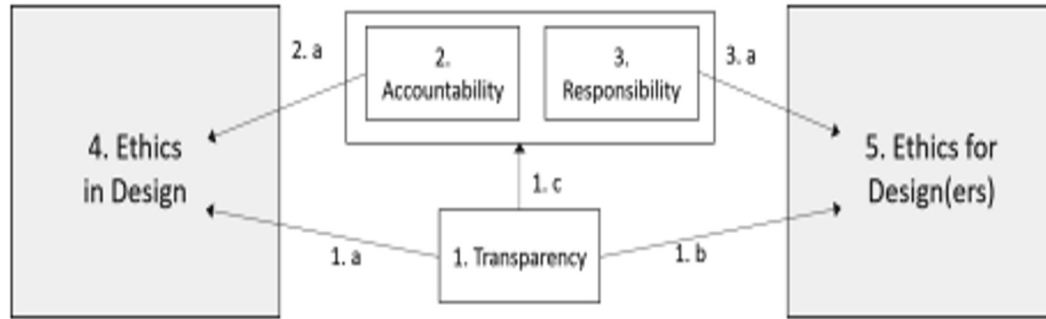 2. a
2.
Accountability
3.
Responsibility
3. a
4. Ethics
in Design
5. Ethics for
Design(ers)
1. c
1. a
1. Transparency
1. b